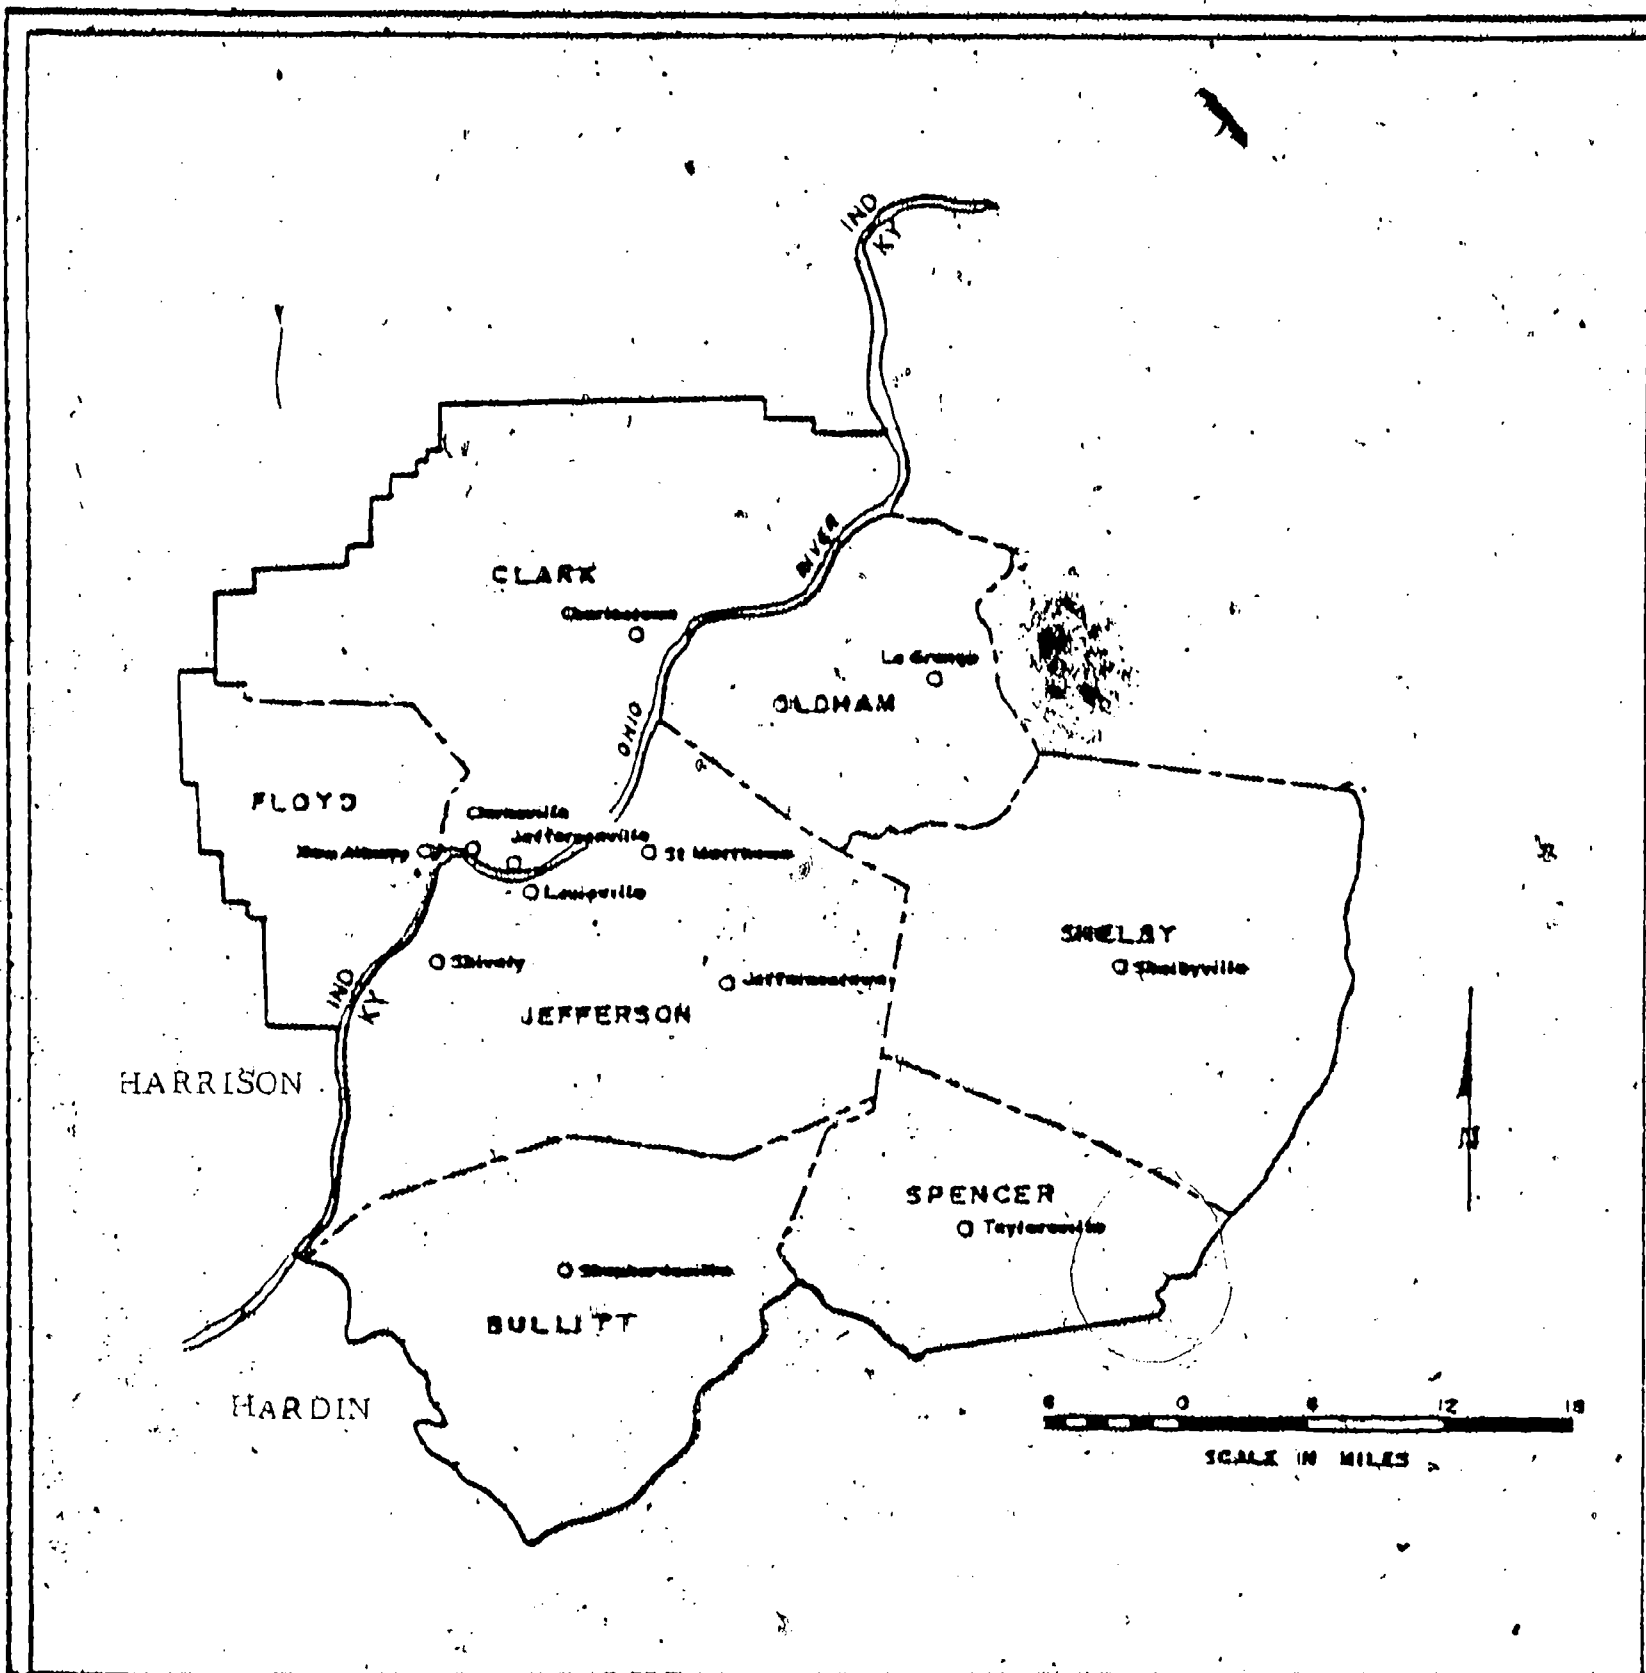 IND
KY
RIVER
CLARK
Charlestown
La Grange
OLDHAM
OHIO
FLOYD
Clarksville
Jeffersonville
New Albany
St Matthews
Louisville
SHELBY
Shively
Shelbyville
Jeffersontown
IND
KY
JEFFERSON
HARRISON
N
SPENCER
Taylorsville
Shepherdsville
BULLITT
HARDIN
6 0 6 12 18
SCALE IN MILES